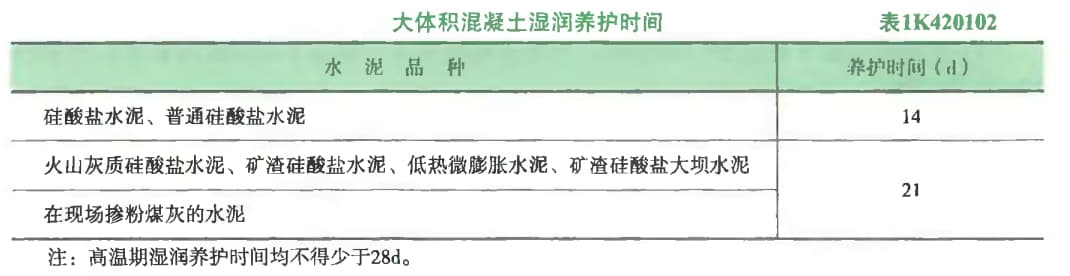 大体积混凝土湿润养护时间 表1K420102
水泥品种 养护时间（d）
硅酸盐水泥、普通硅酸盐水泥 14
火山灰质硅酸盐水泥、矿渣硅酸盐水泥、低热微膨胀水泥、矿渣硅酸盐大坝水泥
21
在现场掺粉煤灰的水泥
注：高温期湿润养护时间均不得少于28d。